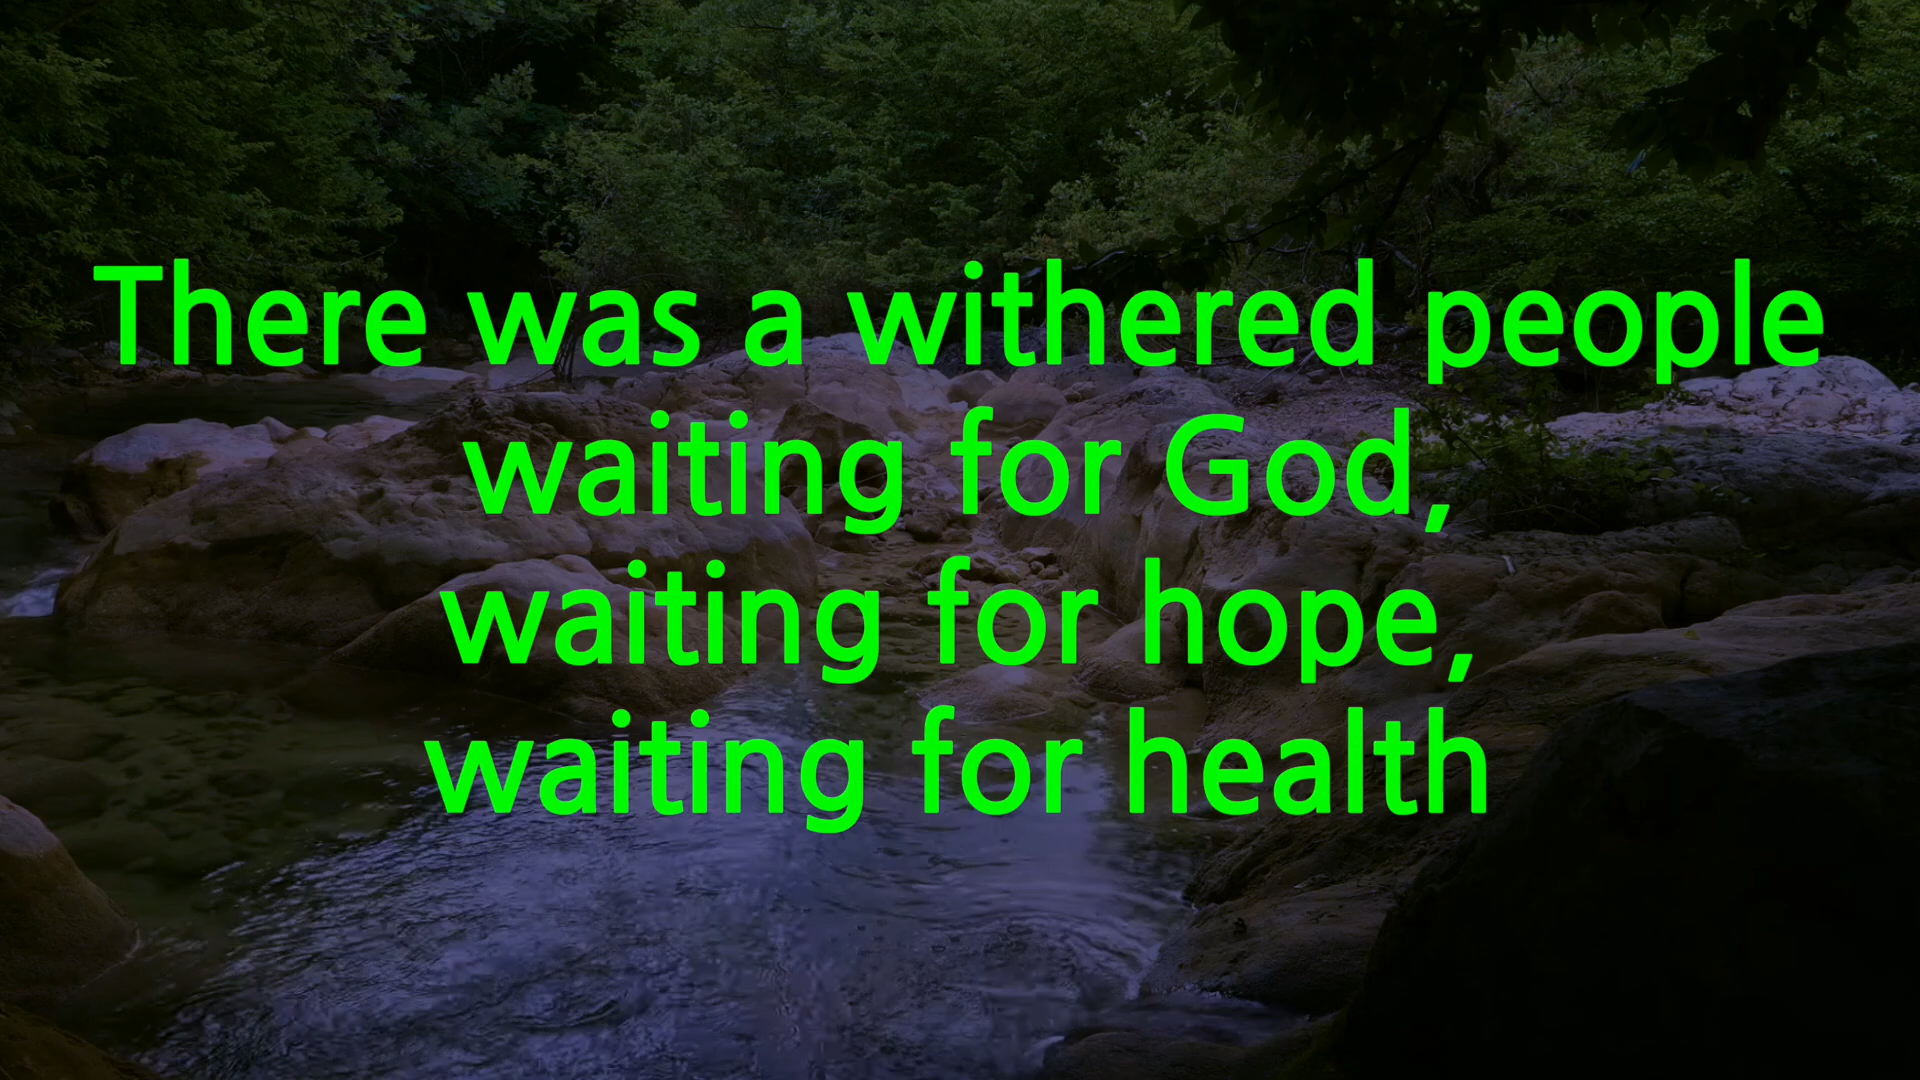 There was a withered people
waiting for God,
waiting for hope,
waiting for health